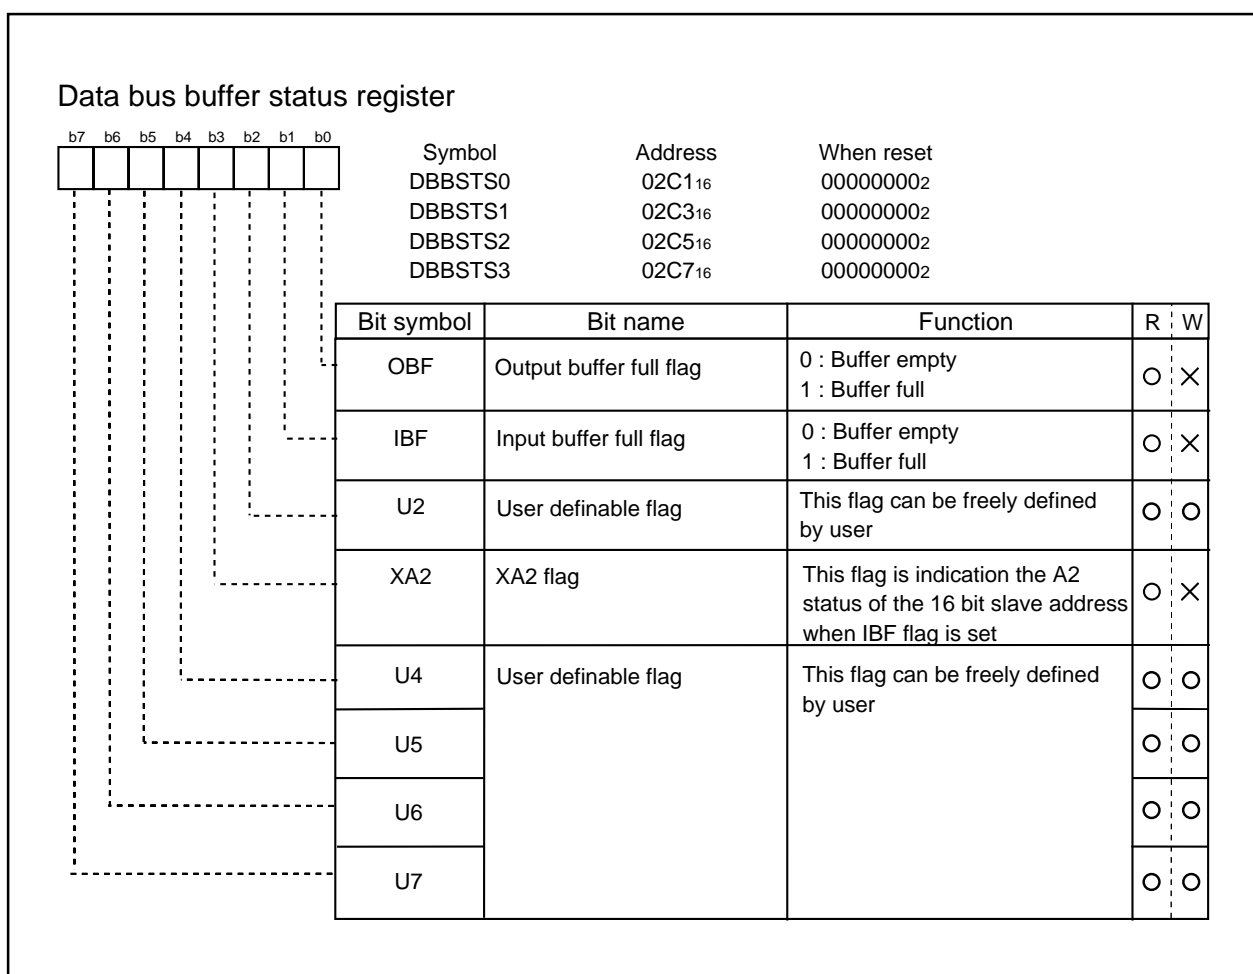 Data bus buffer status register
b7 b6 b5 b4 b3 b2 b1 b0
Symbol Address When reset
DBBSTS0 02C116 000000002
DBBSTS1 02C316 000000002
DBBSTS2 02C516 000000002
DBBSTS3 02C716 000000002
Bit symbol Bit name Function R W
OBF Output buffer full flag 0 : Buffer empty
1 : Buffer full
IBF Input buffer full flag 0 : Buffer empty
1 : Buffer full
U2 User definable flag This flag can be freely defined
by user
XA2 XA2 flag This flag is indication the A2
status of the 16 bit slave address
when IBF flag is set
U4 User definable flag This flag can be freely defined
by user
U5
U6
U7